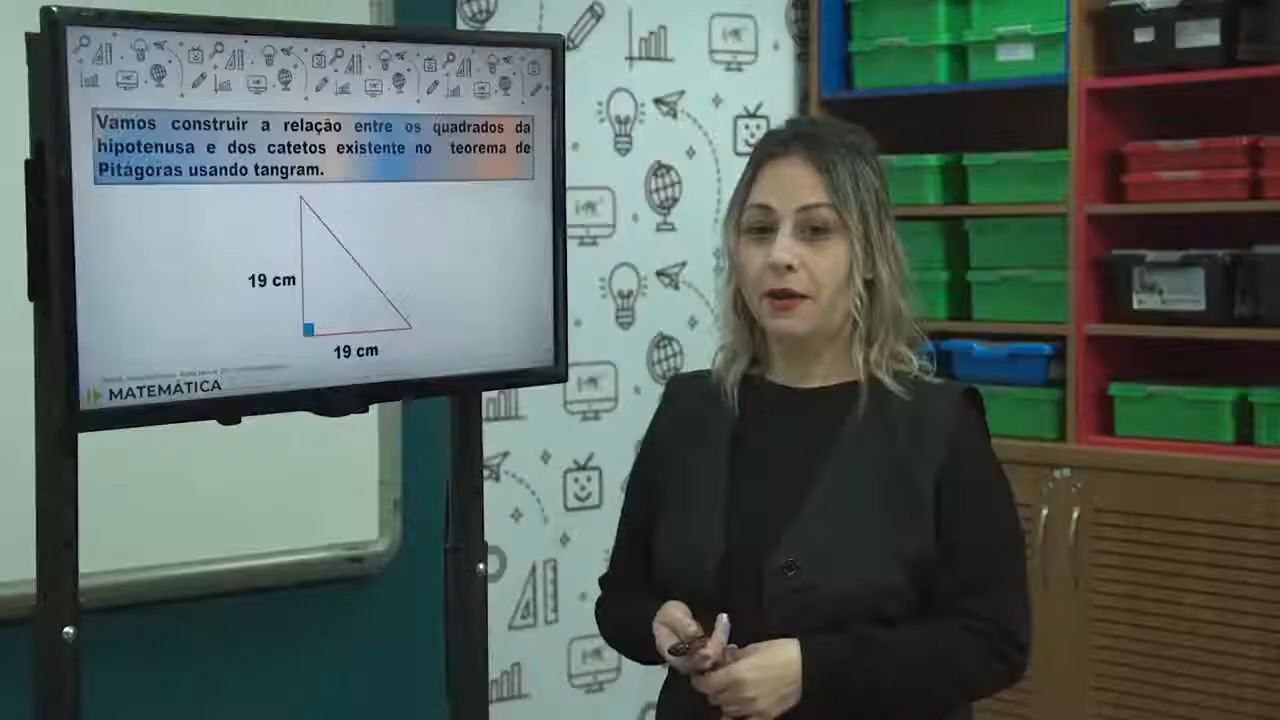 Vamos construir a relação entre os quadrados da
hipotenusa e dos catetos existente no teorema de
Pitágoras usando tangram.
19 cm
19 cm
MATEMÁTICA